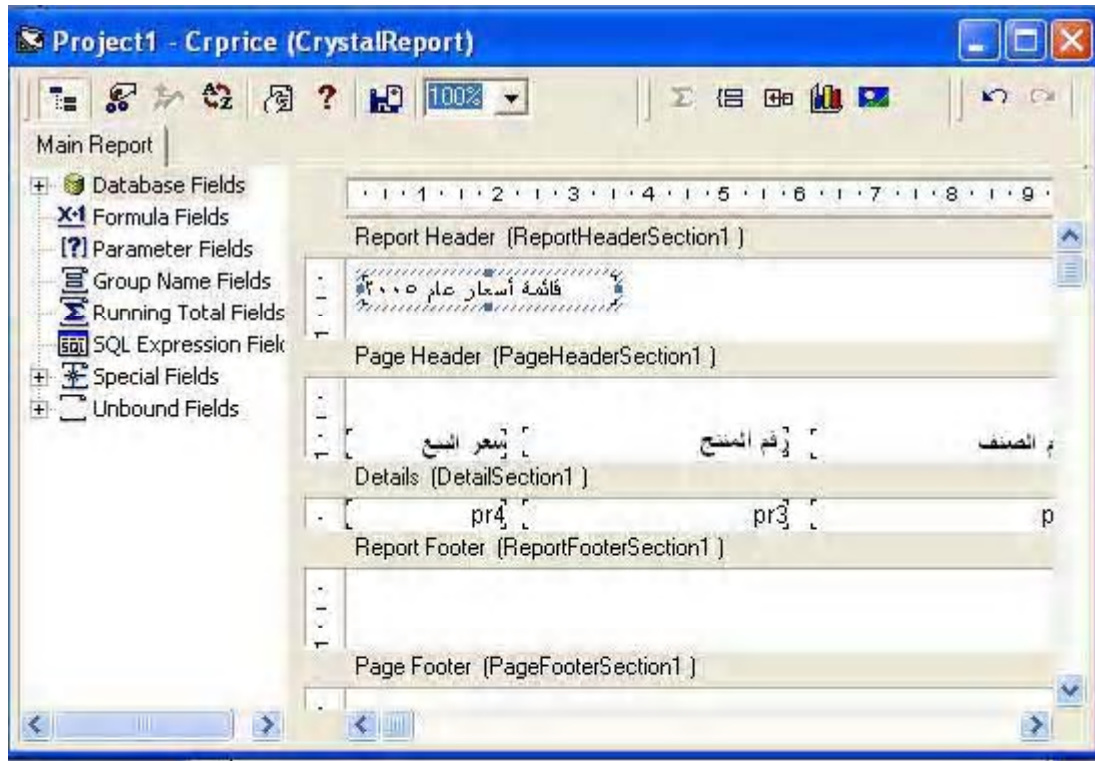 Project1 - Crprice (CrystalReport)
100%
Main Report
Database Fields
Formula Fields
Parameter Fields
Group Name Fields
Running Total Fields
SQL Expression Fielc
Special Fields
Unbound Fields
1 2 3 4 5 6 7 8 9
Report Header (ReportHeaderSection1 )
قائمة أسعار عام ٢٠٠٥
Page Header (PageHeaderSection1 )
م الصنف رقم المنتج سعر البيع
Details (DetailSection1 )
pr4 pr3 p
Report Footer (ReportFooterSection1 )
Page Footer (PageFooterSection1 )